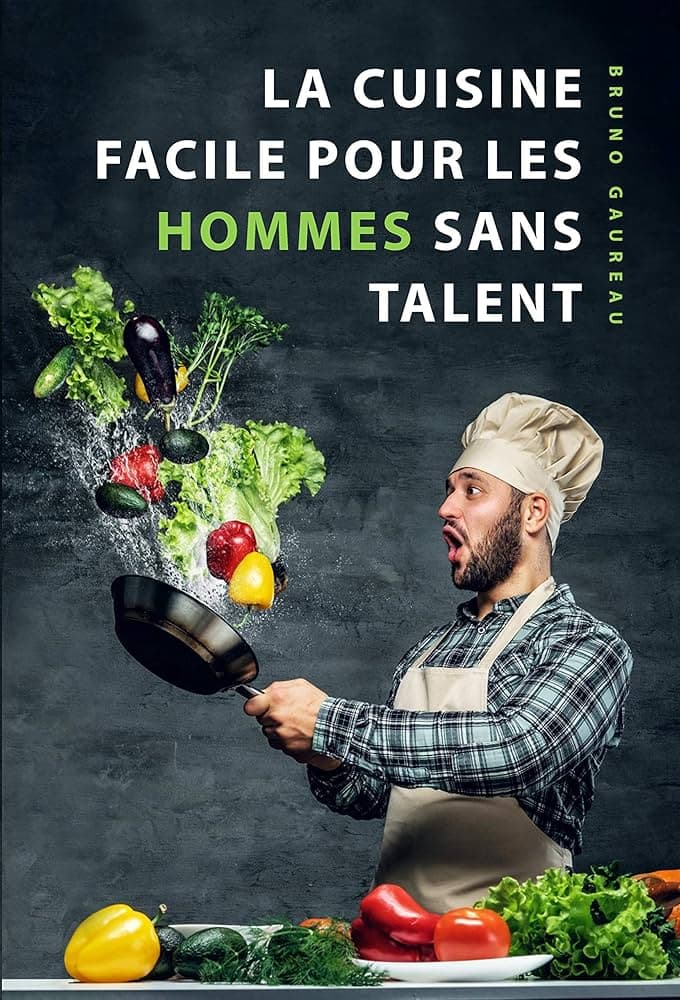 LA CUISINE
FACILE POUR LES
HOMMES SANS
TALENT
BRUNO GAUREAU